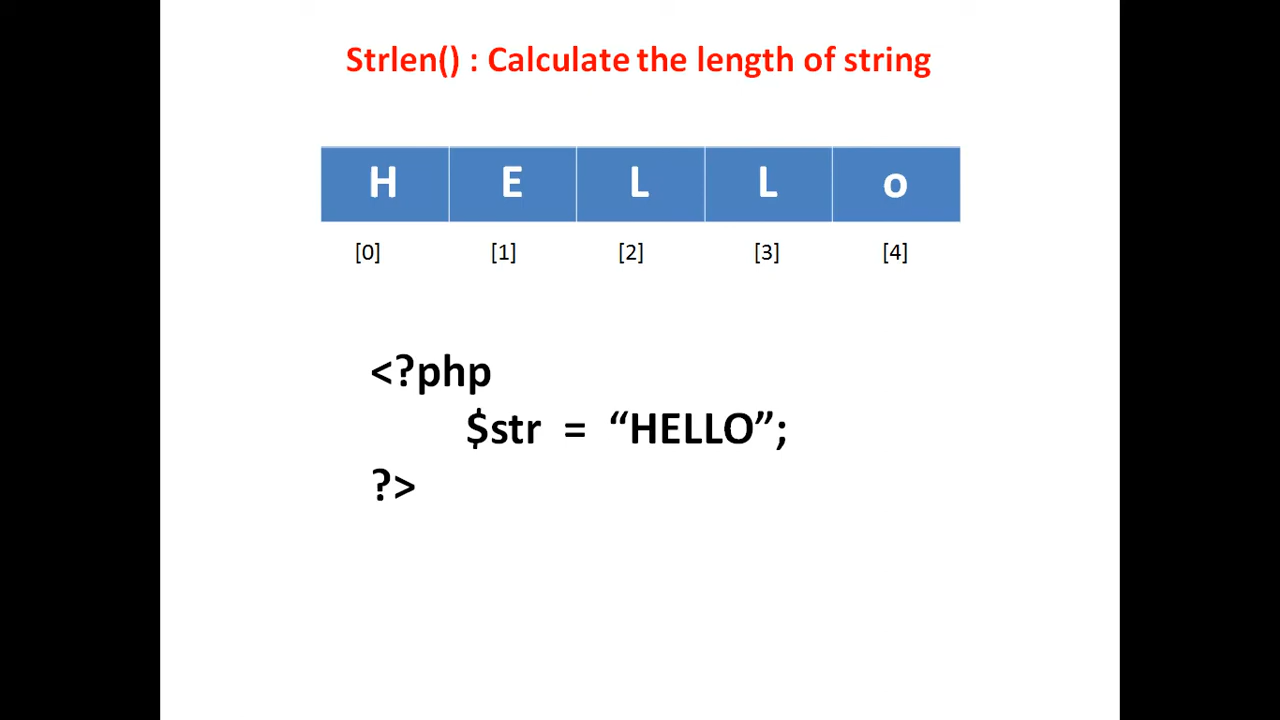 Strlen() : Calculate the length of string
H E L L o
[0] [1] [2] [3] [4]
<?php
$str = “HELLO”;
?>